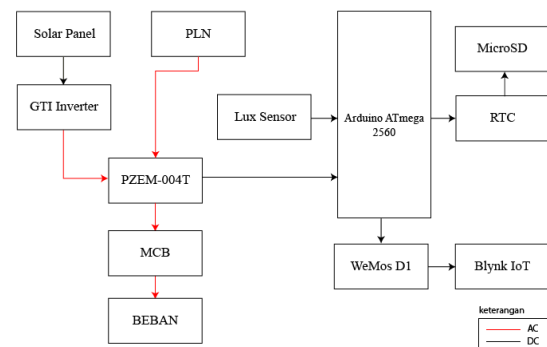 Solar Panel
PLN
MicroSD
GTI Inverter
Lux Sensor
Arduino ATmega
2560
RTC
PZEM-004T
MCB
WeMos D1
Blynk IoT
BEBAN
keterangan
AC
DC